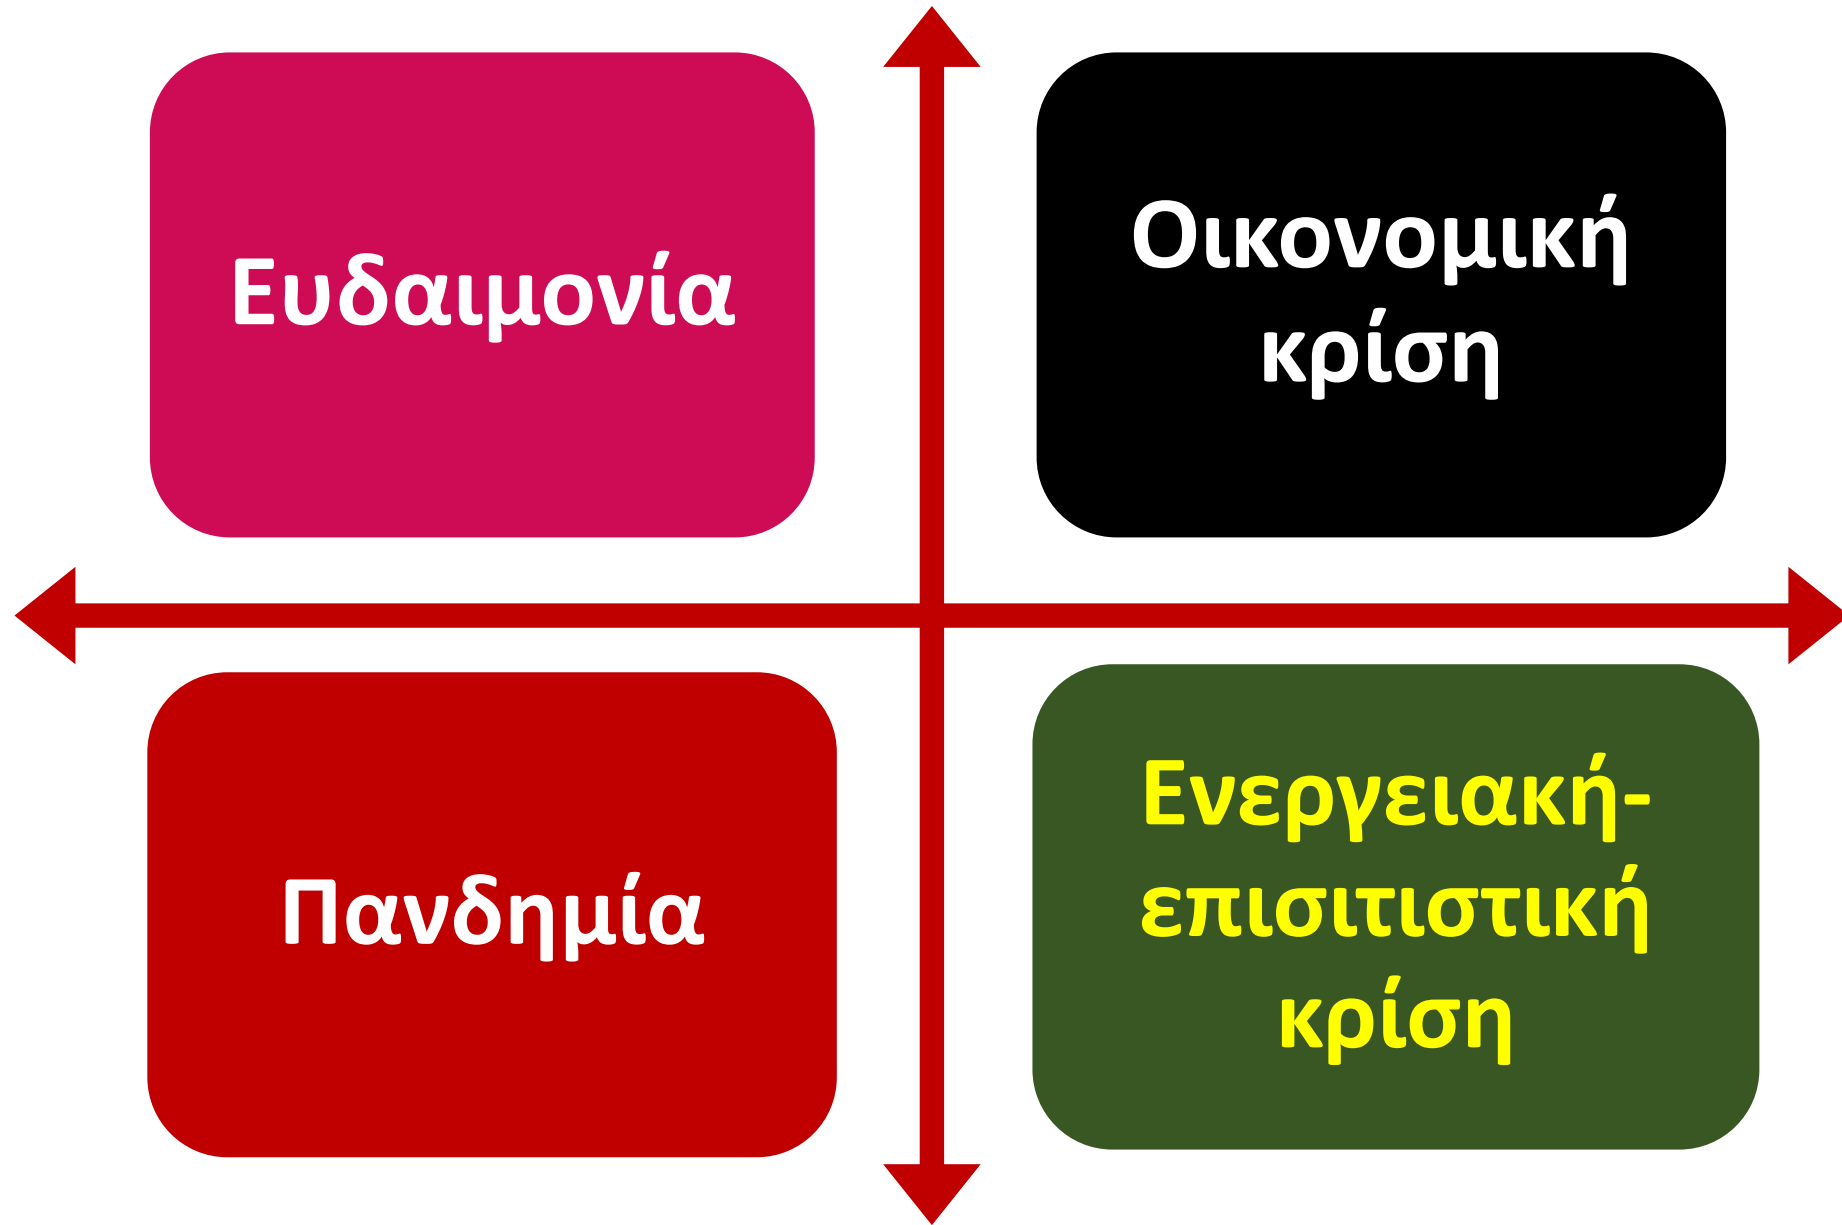 Ευδαιμονία
Οικονομική
κρίση
Πανδημία
Ενεργειακή-
επισιτιστική
κρίση